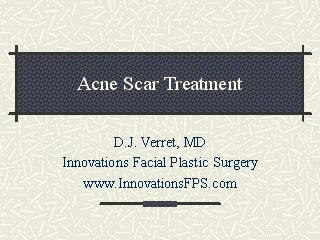 Acne Scar Treatment
D.J. Verret, MD
Innovations Facial Plastic Surgery
www.InnovationsFPS.com